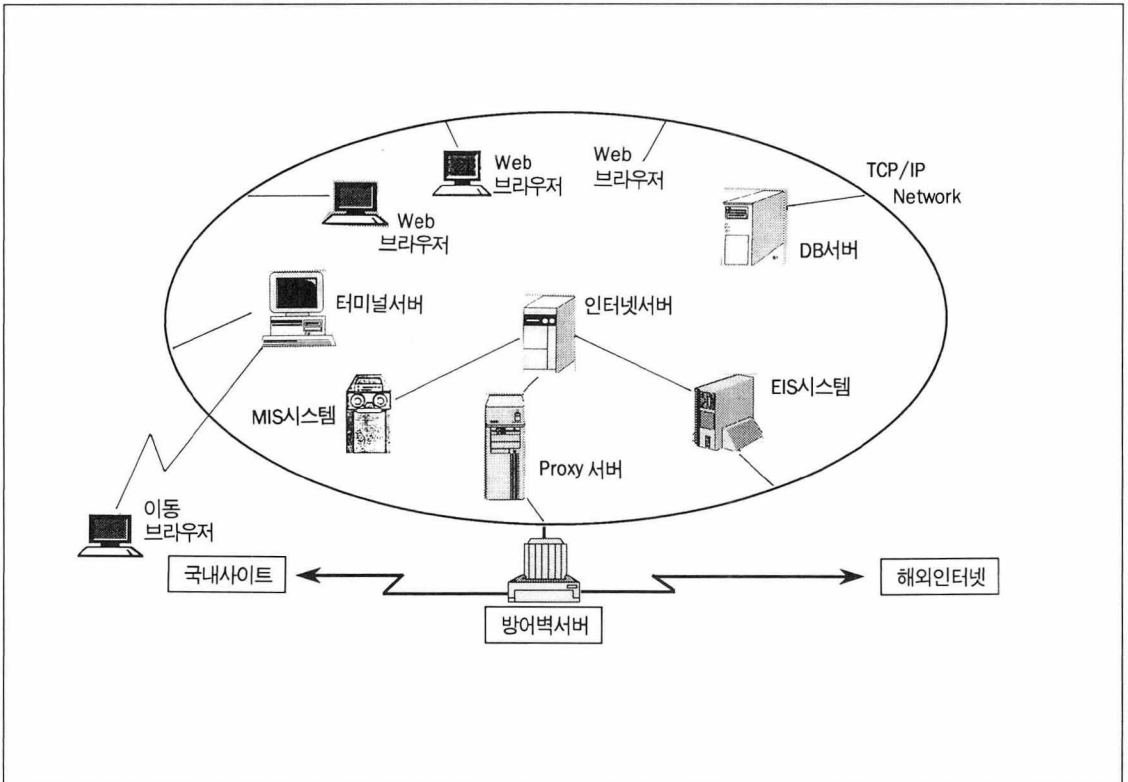 Web
브라우저
Web
브라우저
TCP/IP
Network
Web
브라우저
DB서버
터미널서버
인터넷서버
MIS시스템
EIS시스템
Proxy 서버
이동
브라우저
국내사이트
해외인터넷
방어벽서버